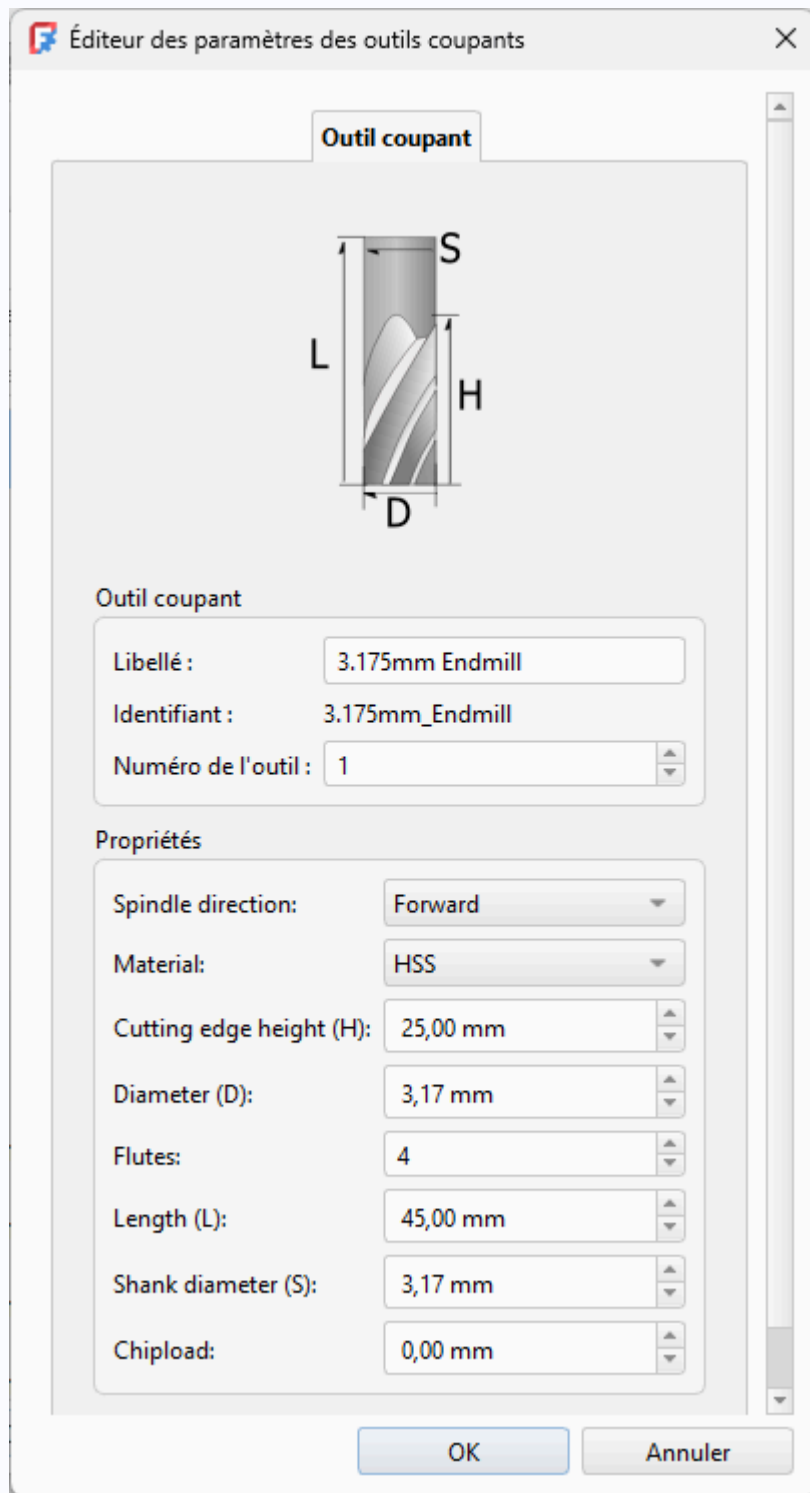 Éditeur des paramètres des outils coupants
Outil coupant
S
L
H
D
Outil coupant
Libellé : 3.175mm Endmill
Identifiant : 3.175mm_Endmill
Numéro de l'outil : 1
Propriétés
Spindle direction: Forward
Material: HSS
Cutting edge height (H): 25,00 mm
Diameter (D): 3,17 mm
Flutes: 4
Length (L): 45,00 mm
Shank diameter (S): 3,17 mm
Chipload: 0,00 mm
OK Annuler